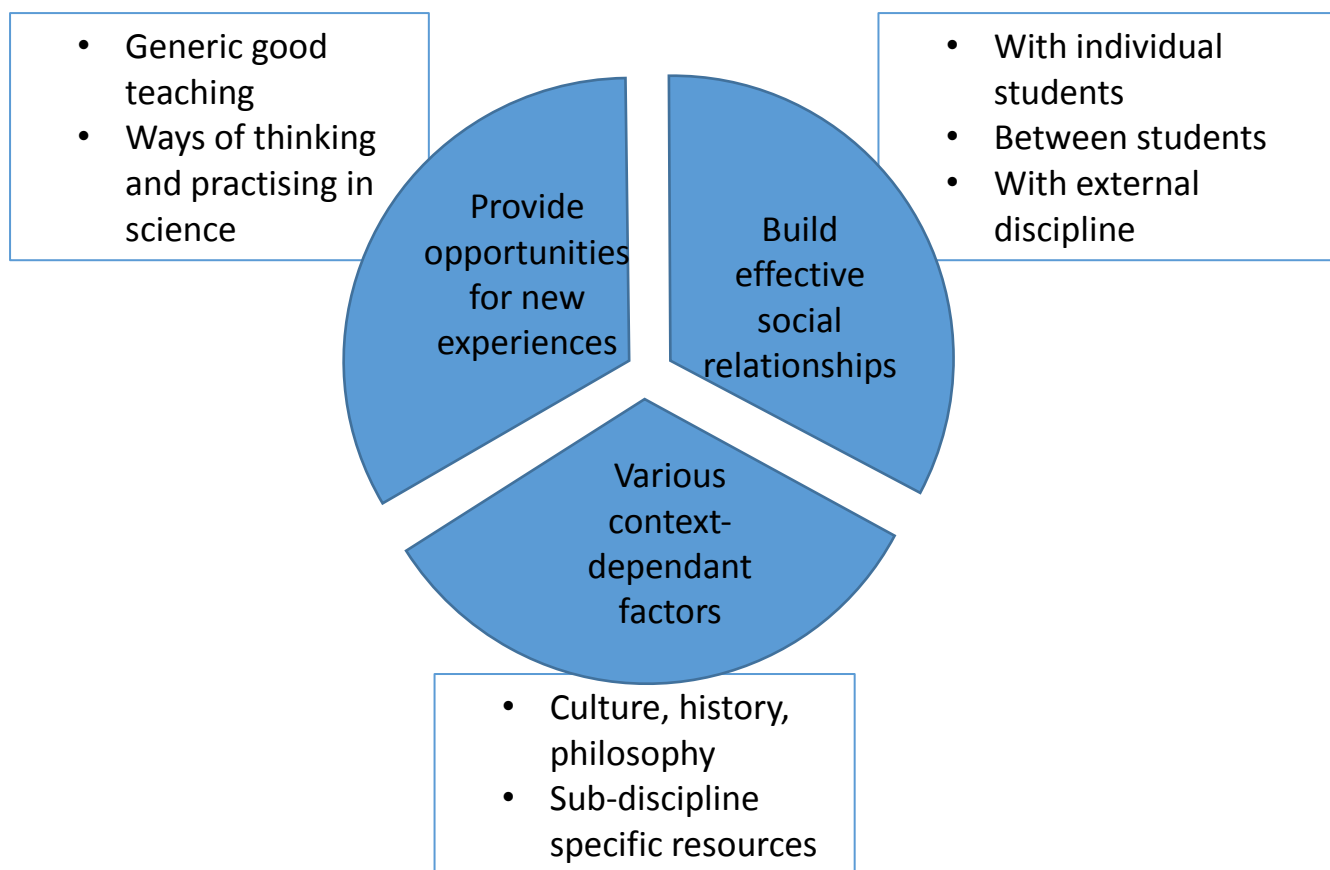 • Generic good
teaching
• Ways of thinking
and practising in
science
• With individual
students
• Between students
• With external
discipline
Provide
opportunities
for new
experiences
Build
effective
social
relationships
Various
context-
dependant
factors
• Culture, history,
philosophy
• Sub-discipline
specific resources